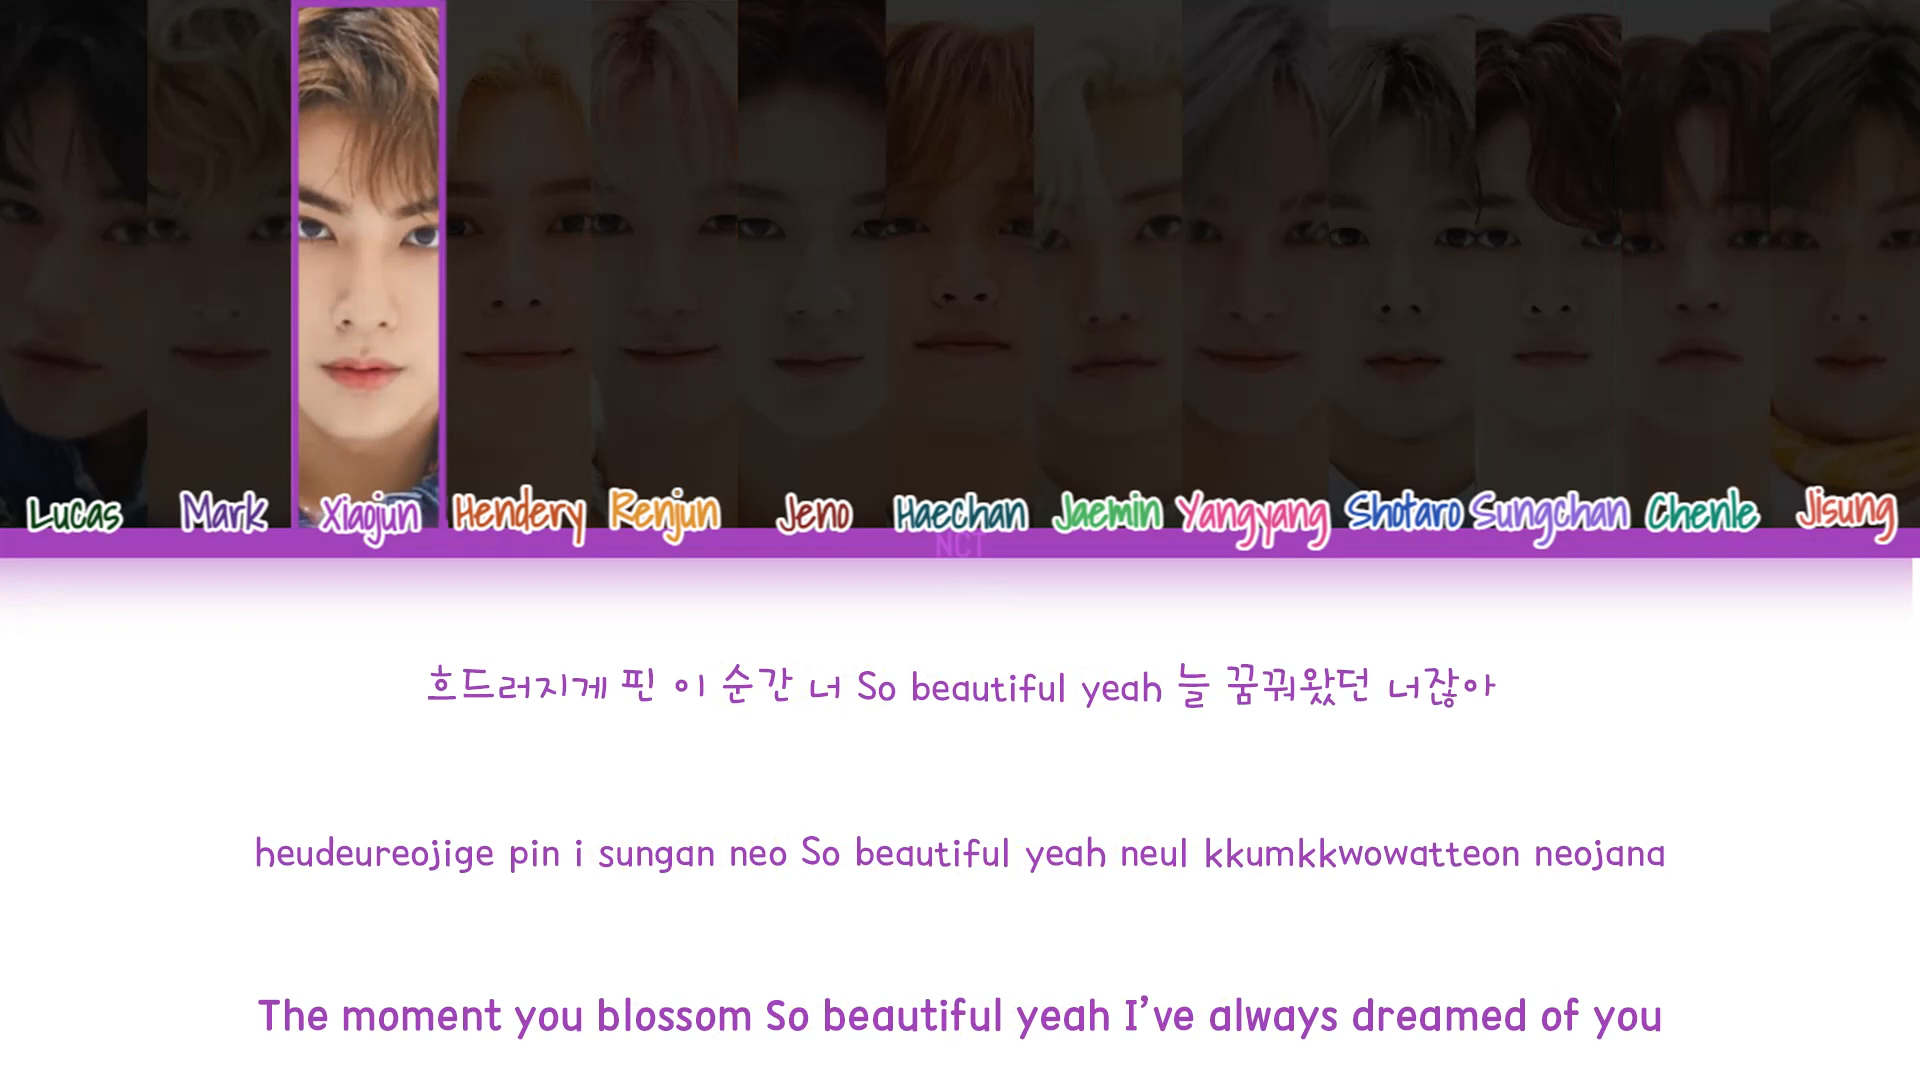 Lucas Mark Xiaojun Hendery Renjun Jeno Haechan Jaemin Yangyang Shotaro Sungchan Chenle Jisung
NCT
흐드러지게 핀 이 순간 너 So beautiful yeah 늘 꿈꿔왔던 너잖아
heudeureojige pin i sungan neo So beautiful yeah neul kkumkkwowatteon neojana
The moment you blossom So beautiful yeah I've always dreamed of you